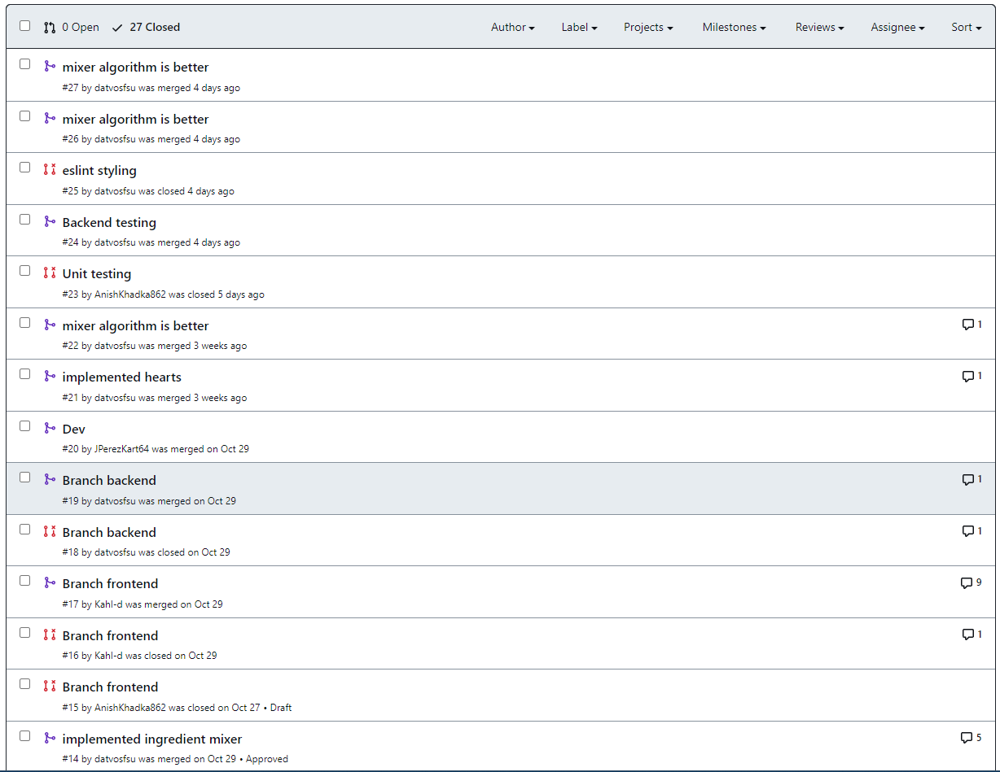 0 Open 27 Closed Author Label Projects Milestones Reviews Assignee Sort
mixer algorithm is better
#27 by datvosfsu was merged 4 days ago
mixer algorithm is better
#26 by datvosfsu was merged 4 days ago
eslint styling
#25 by datvosfsu was closed 4 days ago
Backend testing
#24 by datvosfsu was merged 4 days ago
Unit testing
#23 by AnishKhadka862 was closed 5 days ago
mixer algorithm is better 1
#22 by datvosfsu was merged 3 weeks ago
implemented hearts 1
#21 by datvosfsu was merged 3 weeks ago
Dev
#20 by JPerezKart64 was merged on Oct 29
Branch backend 1
#19 by datvosfsu was merged on Oct 29
Branch backend 1
#18 by datvosfsu was closed on Oct 29
Branch frontend 9
#17 by Kahl-d was merged on Oct 29
Branch frontend 1
#16 by Kahl-d was closed on Oct 29
Branch frontend
#15 by AnishKhadka862 was closed on Oct 27 • Draft
implemented ingredient mixer 5
#14 by datvosfsu was merged on Oct 29 • Approved